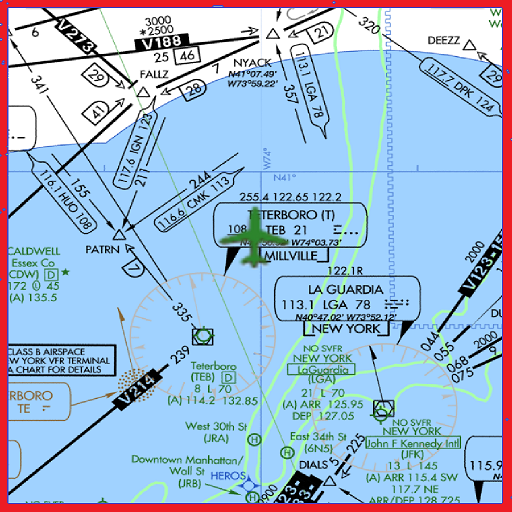 6
V273
3000
*2500
V188
25
46
7
NYACK
N41°07.49'
W73°59.22'
21
113.1 LGA 78
357
320
DEEZZ
29
117.7 DPK 124
341
29
FALLZ
41
28
117.6 IGN 123
211
W74°
N41°
244
116.6 CMK 113
155
116.1 HUO 108
PATRN
17
255.4 122.65 122.2
TETERBORO (T)
108
TEB 21
W74°03.73'
MILLVILLE
122.1R
LA GUARDIA
113.1 LGA 78
N40°47.02' W73°52.12'
NEW YORK
CALDWELL
Essex Co
(CDW) D *
172 45
(A) 135.5
2000
V123-
044
055
2000
9
068
075
335
239
CLASS B AIRSPACE
NEW YORK VFR TERMINAL
A CHART FOR DETAILS
V214
Teterboro
(TEB) D
8 L 70
(A) 114.2 132.85
NO SVFR
NEW YORK
LaGuardia
(LGA)
21 L 70
(A) ARR 125.95
DEP 127.05
RBORO
TE
NO SVFR
NEW YORK
John F Kennedy Intl
(JFK)
13 L 145
(A) ARR 115.4 SW
117.7 NE
ARR/DEP 128.725
West 30th St
(JRA)
East 34th St
(6N5)
Downtown Manhattan/
Wall St
(JRB)
HEROS
DIALS
5
225
115.9